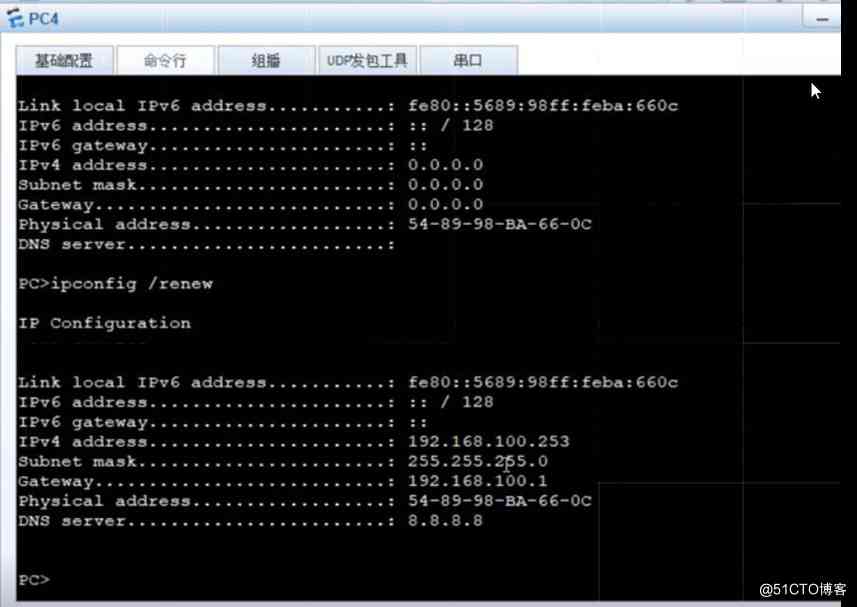 PC4
基础配置 命令行 组播 UDP发包工具 串口
Link local IPv6 address...........: fe80::5689:98ff:feba:660c
IPv6 address......................: :: / 128
IPv6 gateway......................: ::
IPv4 address......................: 0.0.0.0
Subnet mask.......................: 0.0.0.0
Gateway...........................: 0.0.0.0
Physical address..................: 54-89-98-BA-66-0C
DNS server........................:
PC>ipconfig /renew
IP Configuration
Link local IPv6 address...........: fe80::5689:98ff:feba:660c
IPv6 address......................: :: / 128
IPv6 gateway......................: ::
IPv4 address......................: 192.168.100.253
Subnet mask.......................: 255.255.255.0
Gateway...........................: 192.168.100.1
Physical address..................: 54-89-98-BA-66-0C
DNS server........................: 8.8.8.8
PC>
@51CTO博客